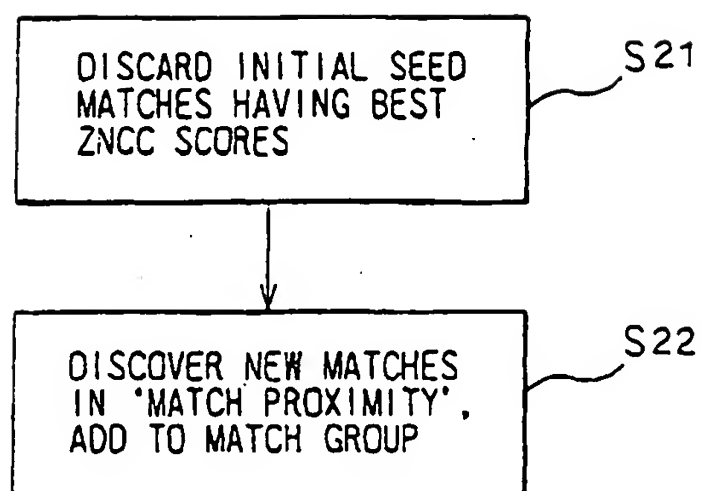 DISCARD INITIAL SEED
MATCHES HAVING BEST
ZNCC SCORES
S21
DISCOVER NEW MATCHES
IN 'MATCH PROXIMITY',
ADD TO MATCH GROUP
S22